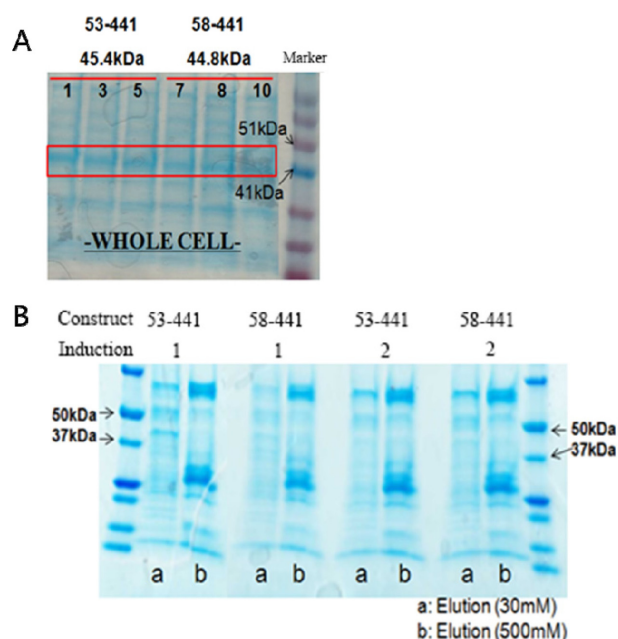 A
53-441 58-441
45.4kDa 44.8kDa Marker
1 3 5 7 8 10
51kDa
41kDa
-WHOLE CELL-
B
Construct 53-441 58-441 53-441 58-441
Induction 1 1 2 2
50kDa 50kDa
37kDa 37kDa
a b a b a b a b
a: Elution (30mM)
b: Elution (500mM)